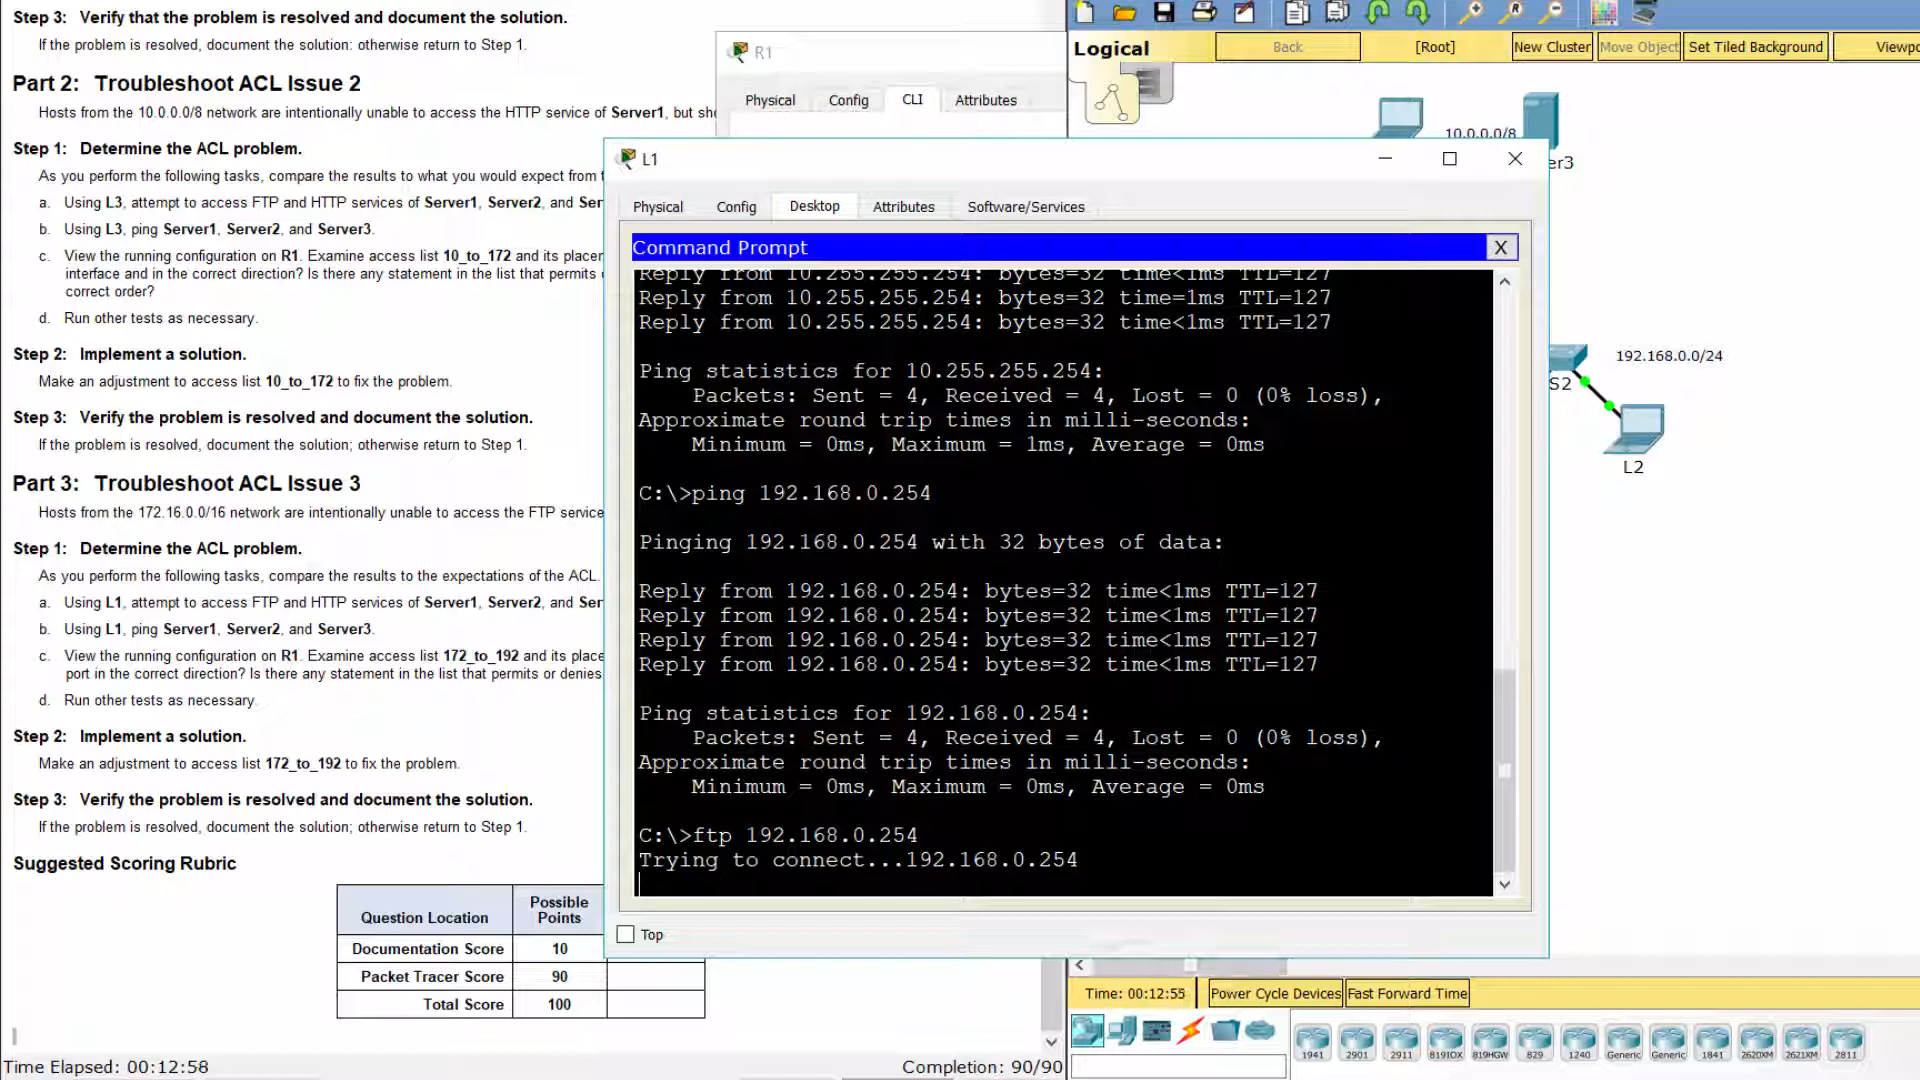 Step 3: Verify that the problem is resolved and document the solution.
If the problem is resolved, document the solution: otherwise return to Step 1.
Part 2: Troubleshoot ACL Issue 2
Hosts from the 10.0.0.0/8 network are intentionally unable to access the HTTP service of Server1, but
Step 1: Determine the ACL problem.
As you perform the following tasks, compare the results to what you would expect from
a. Using L3, attempt to access FTP and HTTP services of Server1, Server2, and Ser
b. Using L3, ping Server1, Server2, and Server3.
c. View the running configuration on R1. Examine access list 10_to_172 and its placer
interface and in the correct direction? Is there any statement in the list that permits
correct order?
d. Run other tests as necessary.
Step 2: Implement a solution.
Make an adjustment to access list 10_to_172 to fix the problem.
Step 3: Verify the problem is resolved and document the solution.
If the problem is resolved, document the solution; otherwise return to Step 1.
Part 3: Troubleshoot ACL Issue 3
Hosts from the 172.16.0.0/16 network are intentionally unable to access the FTP service
Step 1: Determine the ACL problem.
As you perform the following tasks, compare the results to the expectations of the ACL.
a. Using L1, attempt to access FTP and HTTP services of Server1, Server2, and Ser
b. Using L1, ping Server1, Server2, and Server3.
c. View the running configuration on R1. Examine access list 172_to_192 and its place
port in the correct direction? Is there any statement in the list that permits or denies
d. Run other tests as necessary.
Step 2: Implement a solution.
Make an adjustment to access list 172_to_192 to fix the problem.
Step 3: Verify the problem is resolved and document the solution.
If the problem is resolved, document the solution; otherwise return to Step 1.
Suggested Scoring Rubric
Question Location Possible Points
Documentation Score 10
Packet Tracer Score 90
Total Score 100
Time Elapsed: 00:12:58 Completion: 90/90
R1
Physical Config CLI Attributes
L1
Physical Config Desktop Attributes Software/Services
Command Prompt X
Reply from 10.255.255.254: bytes=32 time<1ms TTL=127
Reply from 10.255.255.254: bytes=32 time=1ms TTL=127
Reply from 10.255.255.254: bytes=32 time<1ms TTL=127
Ping statistics for 10.255.255.254:
Packets: Sent = 4, Received = 4, Lost = 0 (0% loss),
Approximate round trip times in milli-seconds:
Minimum = 0ms, Maximum = 1ms, Average = 0ms
C:\>ping 192.168.0.254
Pinging 192.168.0.254 with 32 bytes of data:
Reply from 192.168.0.254: bytes=32 time<1ms TTL=127
Reply from 192.168.0.254: bytes=32 time<1ms TTL=127
Reply from 192.168.0.254: bytes=32 time<1ms TTL=127
Reply from 192.168.0.254: bytes=32 time<1ms TTL=127
Ping statistics for 192.168.0.254:
Packets: Sent = 4, Received = 4, Lost = 0 (0% loss),
Approximate round trip times in milli-seconds:
Minimum = 0ms, Maximum = 0ms, Average = 0ms
C:\>ftp 192.168.0.254
Trying to connect...192.168.0.254
Top
Logical Back [Root] New Cluster Move Object Set Tiled Background Viewpo
10.0.0.0/8
er3
192.168.0.0/24
S2
L2
Time: 00:12:55 Power Cycle Devices Fast Forward Time
1941 2901 2911 819IOX 819HGW 829 1240 Generic Generic 1841 2620XM 2621XM 2811